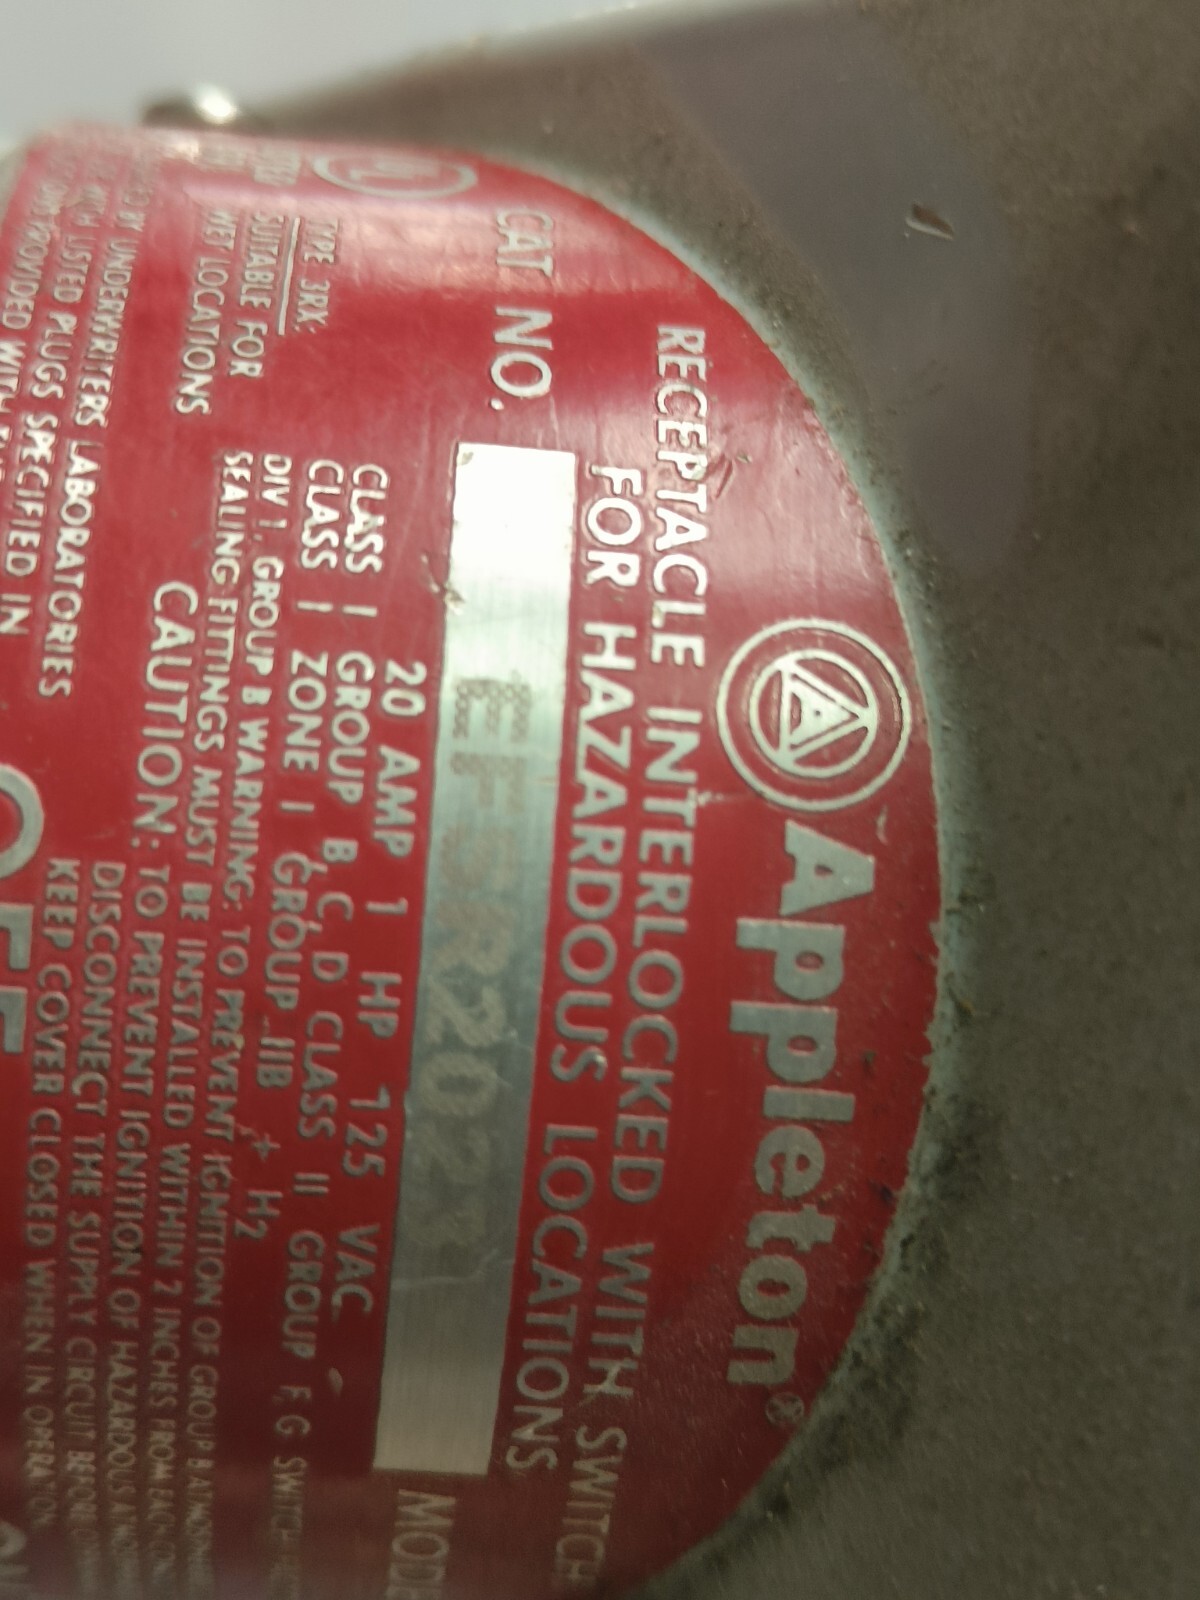 Appleton®
RECEPTACLE INTERLOCKED WITH SWITCH
FOR HAZARDOUS LOCATIONS
CAT NO.
20 AMP 1 HP 125 VAC
CLASS I GROUP B, C, D CLASS II GROUP F, G
CLASS I ZONE I GROUP IIB + H2
DIV 1, GROUP B WARNING: TO PREVENT IGNITION OF GROUP B
SEALING FITTINGS MUST BE INSTALLED WITHIN 2 INCHES FROM EACH
TYPE 3RX:
SUITABLE FOR
WET LOCATIONS
CAUTION: TO PREVENT IGNITION OF HAZARDOUS
DISCONNECT THE SUPPLY CIRCUIT BEFORE
KEEP COVER CLOSED WHEN IN OPERATION
BY UNDERWRITERS LABORATORIES
WITH LISTED PLUGS SPECIFIED IN
PROVIDED WITH